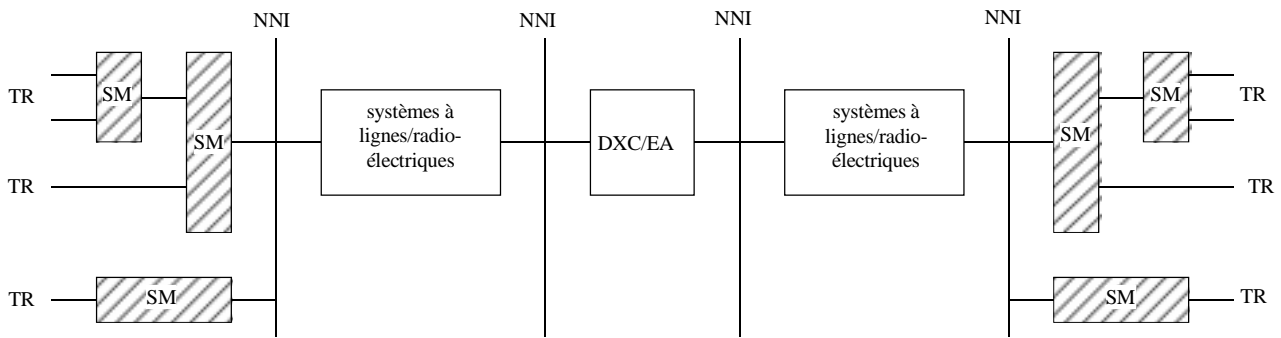 NNI
NNI
NNI
NNI
TR
SM
SM
systèmes à
lignes/radio-
électriques
DXC/EA
systèmes à
lignes/radio-
électriques
SM
SM
TR
TR
TR
TR
SM
SM
TR